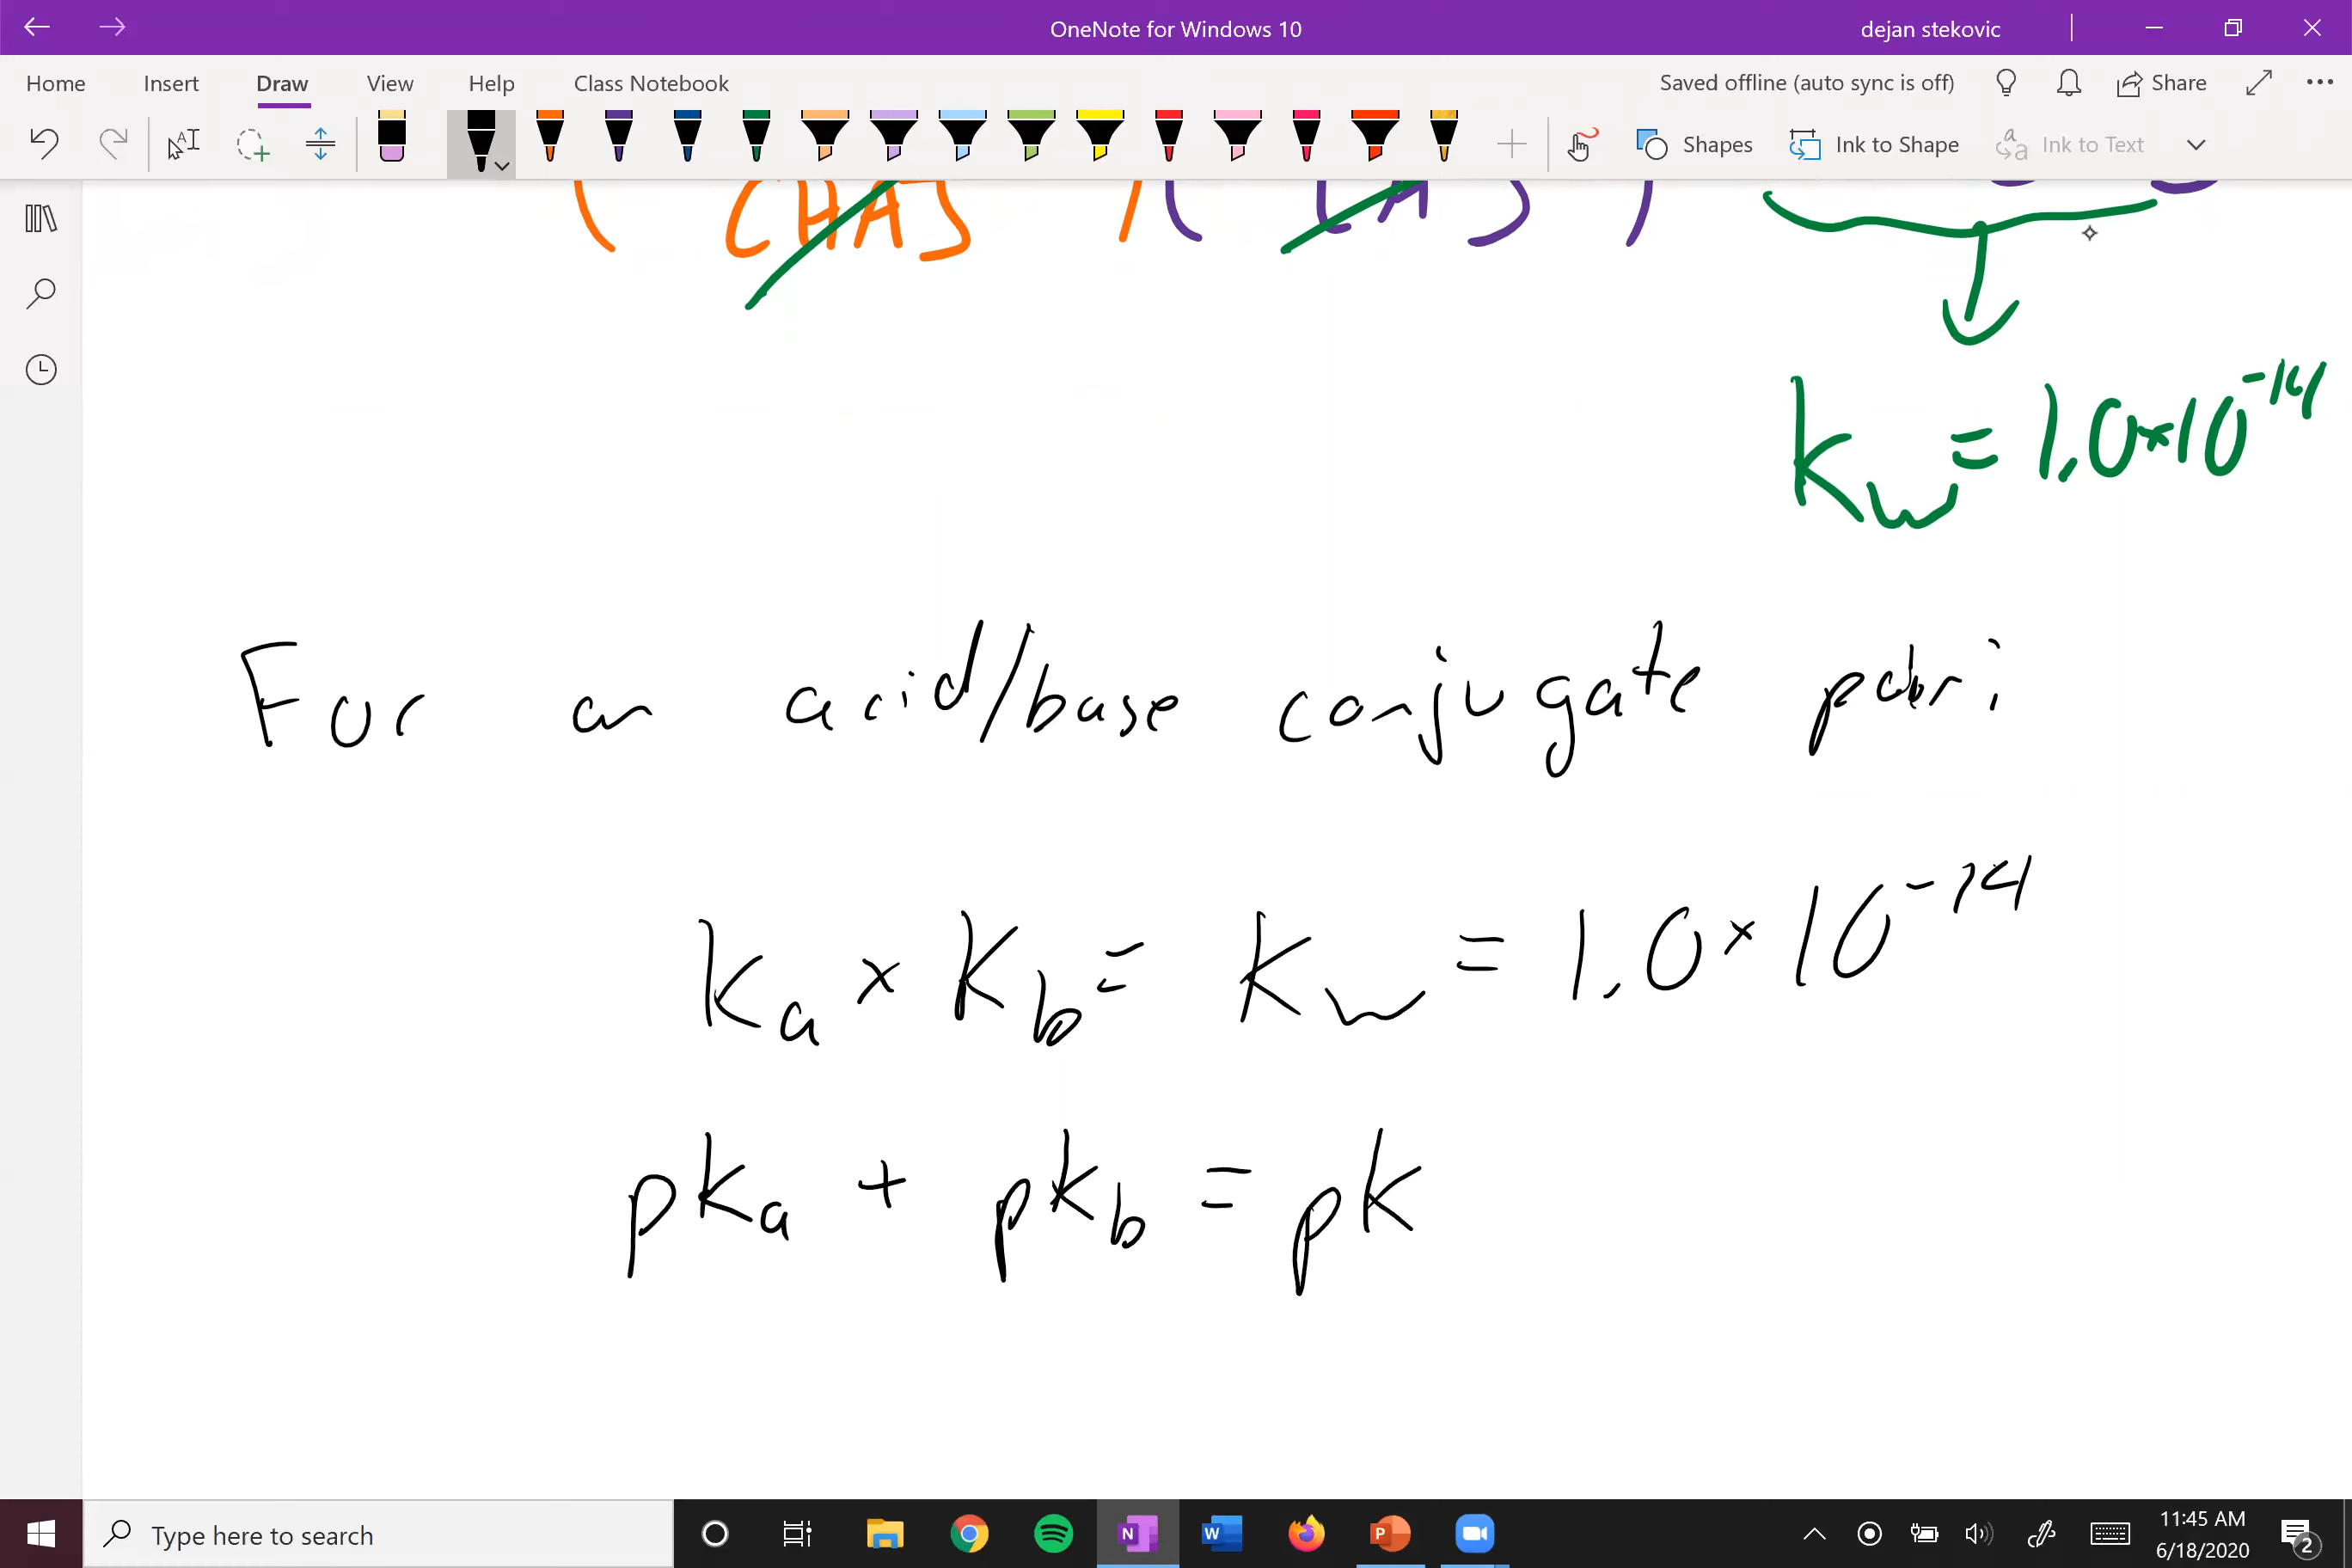 OneNote for Windows 10 dejan stekovic
Home Insert Draw View Help Class Notebook Saved offline (auto sync is off) Share
Shapes Ink to Shape Ink to Text
( [HA] ) ( [A ] )
Kw = 1.0×10⁻¹⁴
For an acid/base conjugate pair:
Ka × Kb = Kw = 1.0×10⁻¹⁴
pKa + pKb = pK
Type here to search
11:45 AM
6/18/2020
2